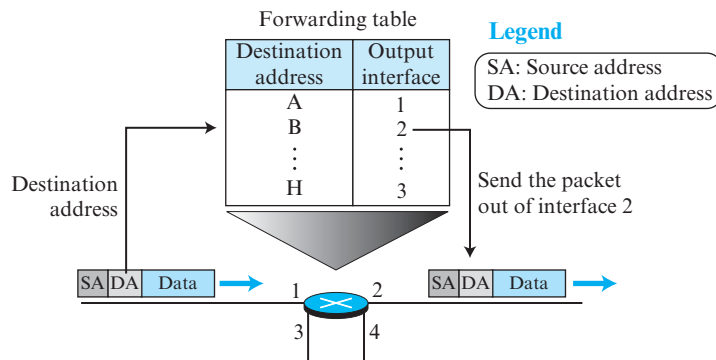 Forwarding table
Legend
Destination address
Output interface
SA: Source address
DA: Destination address
A 1
B 2
H 3
Destination address
Send the packet
out of interface 2
SA DA Data
SA DA Data
1 2
3 4